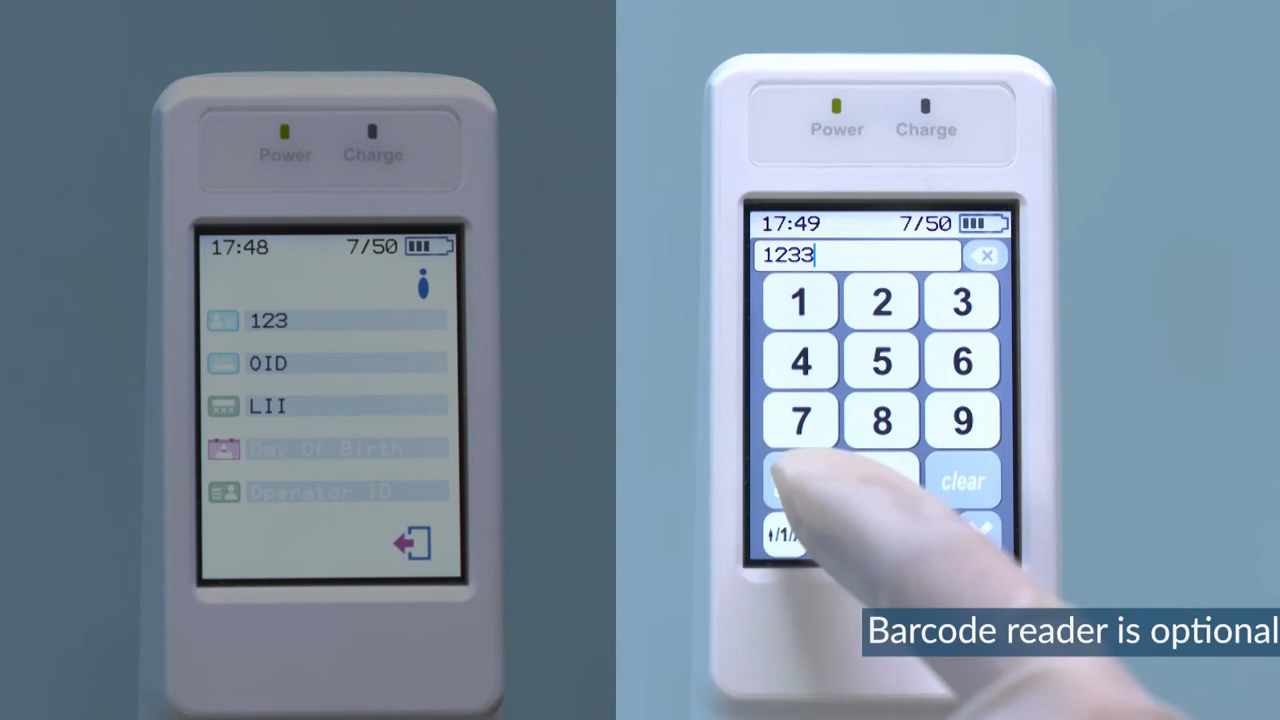 Power Charge
17:48 7/50
123
OID
LII
Day Of Birth
Operator ID
Power Charge
17:49 7/50
1233
1 2 3
4 5 6
7 8 9
clear
Barcode reader is optional